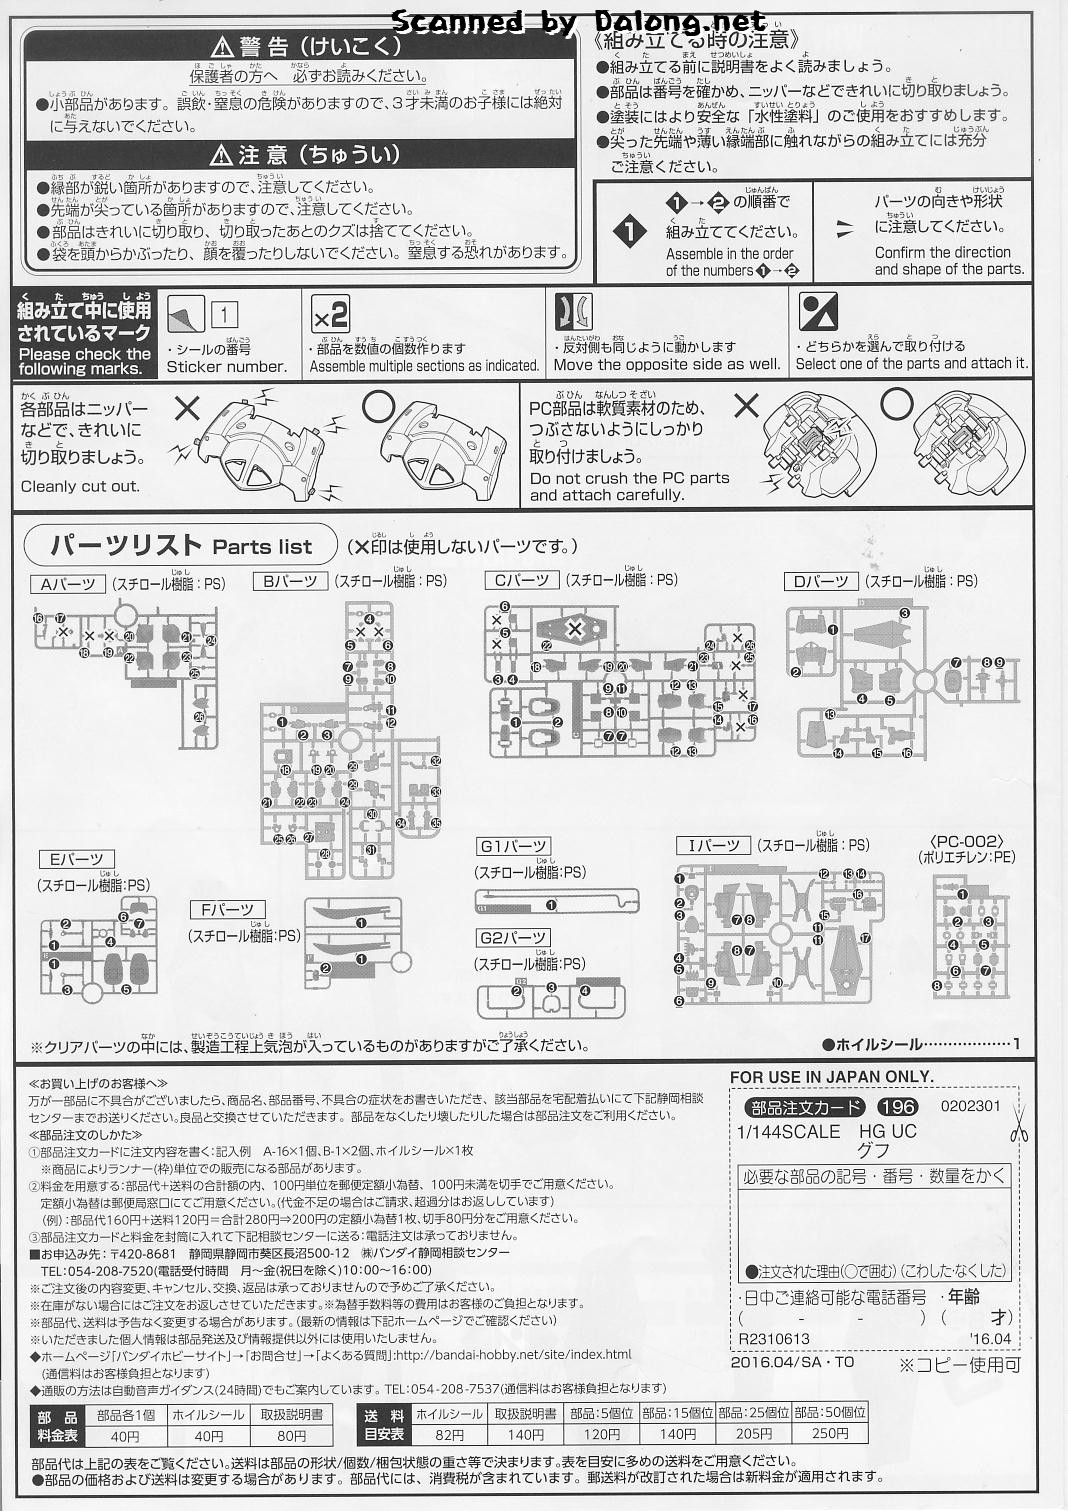 Scanned by Dalong.net
⚠警告（けいこく）
保護者の方へ 必ずお読みください。
●小部品があります。誤飲・窒息の危険がありますので、3才未満のお子様には絶対
に与えないでください。
⚠注意（ちゅうい）
●縁部が鋭い箇所がありますので、注意してください。
●先端が尖っている箇所がありますので、注意してください。
●部品はきれいに切り取り、切り取ったあとのクズは捨ててください。
●袋を頭からかぶったり、顔を覆ったりしないでください。窒息する恐れがあります。
《組み立てる時の注意》
●組み立てる前に説明書をよく読みましょう。
●部品は番号を確かめ、ニッパーなどできれいに切り取りましょう。
●塗装にはより安全な「水性塗料」のご使用をおすすめします。
●尖った先端や薄い縁端部に触れながらの組み立てには充分
ご注意ください。
1
1→2の順番で
組み立ててください。
Assemble in the order
of the numbers 1→2
パーツの向きや形状
に注意してください。
Confirm the direction
and shape of the parts.
組み立て中に使用
されているマーク
Please check the
following marks.
1
・シールの番号
Sticker number.
×2
・部品を数値の個数作ります
Assemble multiple sections as indicated.
・反対側も同じように動かします
Move the opposite side as well.
・どちらかを選んで取り付ける
Select one of the parts and attach it.
各部品はニッパー
などで、きれいに
切り取りましょう。
Cleanly cut out.
PC部品は軟質素材のため、
つぶさないようにしっかり
取り付けましょう。
Do not crush the PC parts
and attach carefully.
パーツリスト Parts list （×印は使用しないパーツです。）
Aパーツ （スチロール樹脂：PS）
Bパーツ （スチロール樹脂：PS）
Cパーツ （スチロール樹脂：PS）
Dパーツ （スチロール樹脂：PS）
Eパーツ
（スチロール樹脂：PS）
Fパーツ
（スチロール樹脂：PS）
G1パーツ
（スチロール樹脂：PS）
G2パーツ
（スチロール樹脂：PS）
Iパーツ （スチロール樹脂：PS）
〈PC-002〉
（ポリエチレン：PE）
※クリアパーツの中には、製造工程上気泡が入っているものがありますがご了承ください。
●ホイルシール………………1
≪お買い上げのお客様へ≫
万が一部品に不具合がございましたら、商品名、部品番号、不具合の症状をお書きいただき、該当部品を宅配着払いにて下記静岡相談
センターまでお送りください。良品と交換させていただきます。部品をなくしたり壊したりした場合は部品注文をご利用ください。
≪部品注文のしかた≫
①部品注文カードに注文内容を書く：記入例 A-16×1個、B-1×2個、ホイルシール×1枚
※商品によりランナー（枠）単位での販売になる部品があります。
②料金を用意する：部品代＋送料の合計額の内、100円単位を郵便定額小為替、100円未満を切手でご用意ください。
定額小為替は郵便局窓口にてご用意ください。（代金不足の場合はご請求、超過分はお返ししています）
（例）：部品代160円＋送料120円＝合計280円⇒200円の定額小為替1枚、切手80円分をご用意ください。
③部品注文カードと料金を封筒に入れて下記相談センターに送る：電話注文は承っておりません。
■お申込み先：〒420-8681 静岡県静岡市葵区長沼500-12 ㈱バンダイ静岡相談センター
TEL：054-208-7520（電話受付時間 月～金（祝日を除く）10：00～16：00）
※ご注文後の内容変更、キャンセル、交換、返品は承っておりませんので予めご了承ください。
※在庫がない場合にはご注文をお返しさせていただきます。※為替手数料等の費用はお客様のご負担となります。
※部品代、送料は予告なく変更する場合があります。（最新の情報は下記ホームページでご確認ください）
※いただきました個人情報は部品発送及び情報提供以外には使用いたしません。
◆ホームページ「バンダイホビーサイト」→「お問合せ」→「よくある質問」：http://bandai-hobby.net/site/index.html
（通信料はお客様負担となります）
◆通販の方法は自動音声ガイダンス（24時間）でもご案内しています。TEL：054-208-7537（通信料はお客様負担となります）
部品料金表 部品各1個 ホイルシール 取扱説明書
40円 40円 80円
送料目安表 ホイルシール 取扱説明書 部品：5個位 部品：15個位 部品：25個位 部品：50個位
82円 140円 120円 140円 205円 250円
部品代は上記の表をご覧ください。送料は部品の形状/個数/梱包状態の重さ等で決まります。表を目安に多めの送料をご用意ください。
●部品の価格および送料は変更する場合があります。部品代には、消費税が含まれています。郵送料が改訂された場合は新料金が適用されます。
FOR USE IN JAPAN ONLY.
部品注文カード 196 0202301
1/144SCALE HG UC
グフ
必要な部品の記号・番号・数量をかく
●注文された理由（○で囲む）（こわした・なくした）
・日中ご連絡可能な電話番号 ・年齢
（ - - ）（ 才）
R2310613 '16.04
2016.04/SA・TO ※コピー使用可